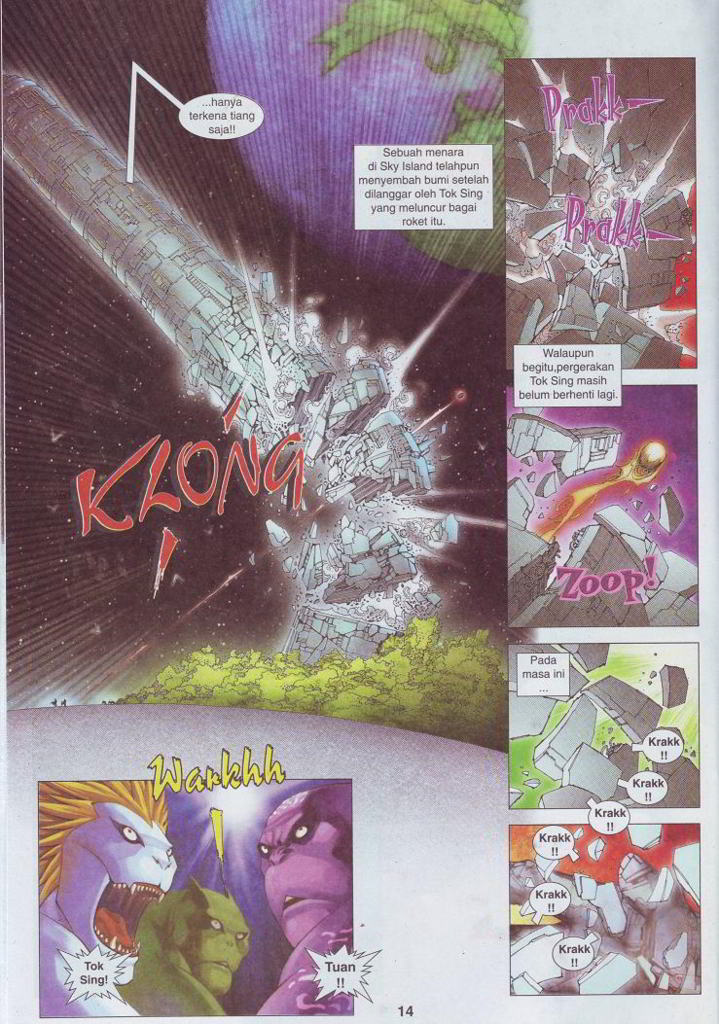 ...hanya
terkena tiang
saja!!
Sebuah menara
di Sky Island telahpun
menyembah bumi setelah
dilanggar oleh Tok Sing
yang meluncur bagai
roket itu.
KLONG
!
Prakk
Prakk
Walaupun
begitu,pergerakan
Tok Sing masih
belum berhenti lagi.
Zoop!
Pada
masa ini
...
Krakk
!!
Krakk
!!
Krakk
!!
Krakk
!!
Krakk
!!
Krakk
!!
Warkhh
!
Tok
Sing!
Tuan
!!
14